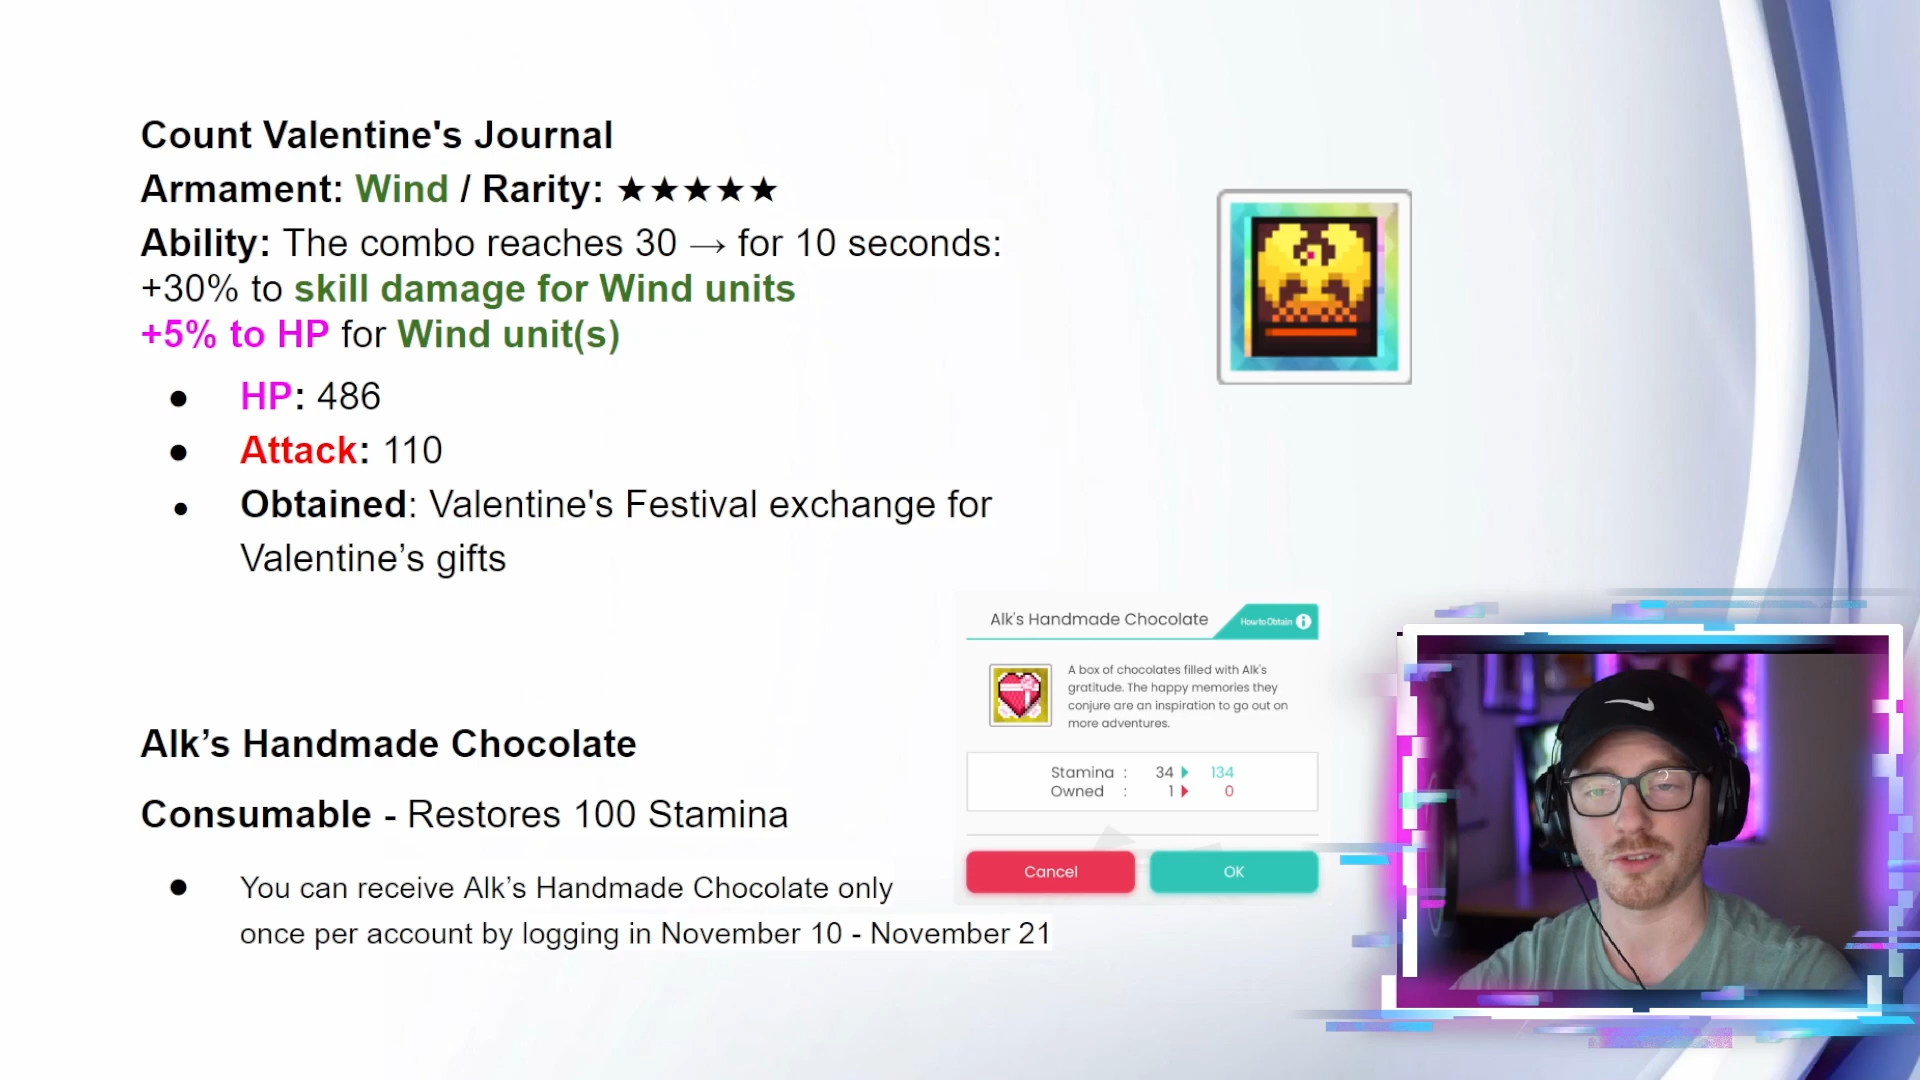 Count Valentine's Journal
Armament: Wind / Rarity: ★★★★★
Ability: The combo reaches 30 → for 10 seconds:
+30% to skill damage for Wind units
+5% to HP for Wind unit(s)
● HP: 486
● Attack: 110
● Obtained: Valentine's Festival exchange for
Valentine’s gifts
Alk's Handmade Chocolate
How to Obtain i
A box of chocolates filled with Alk's
gratitude. The happy memories they
conjure are an inspiration to go out on
more adventures.
Stamina : 34 134
Owned : 1 0
Cancel OK
Alk’s Handmade Chocolate
Consumable - Restores 100 Stamina
● You can receive Alk’s Handmade Chocolate only
once per account by logging in November 10 - November 21